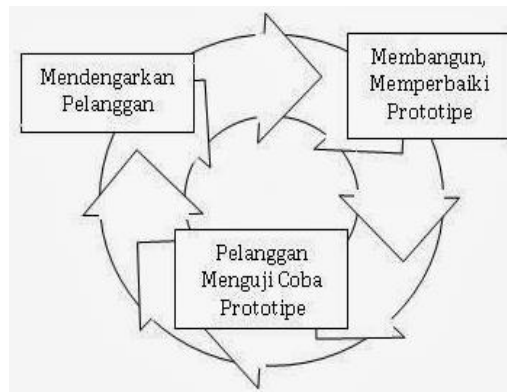 Mendengarkan
Pelanggan
Membangun,
Memperbaiki
Prototipe
Pelanggan
Menguji Coba
Prototipe